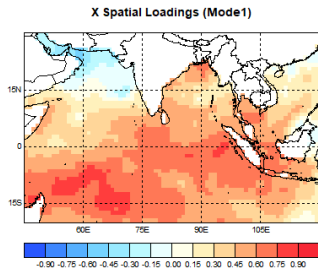 X Spatial Loadings (Mode1)
15N
0
15S
60E 75E 90E 105E
-0.90 -0.75 -0.60 -0.45 -0.30 -0.15 0.00 0.15 0.30 0.45 0.60 0.75 0.90